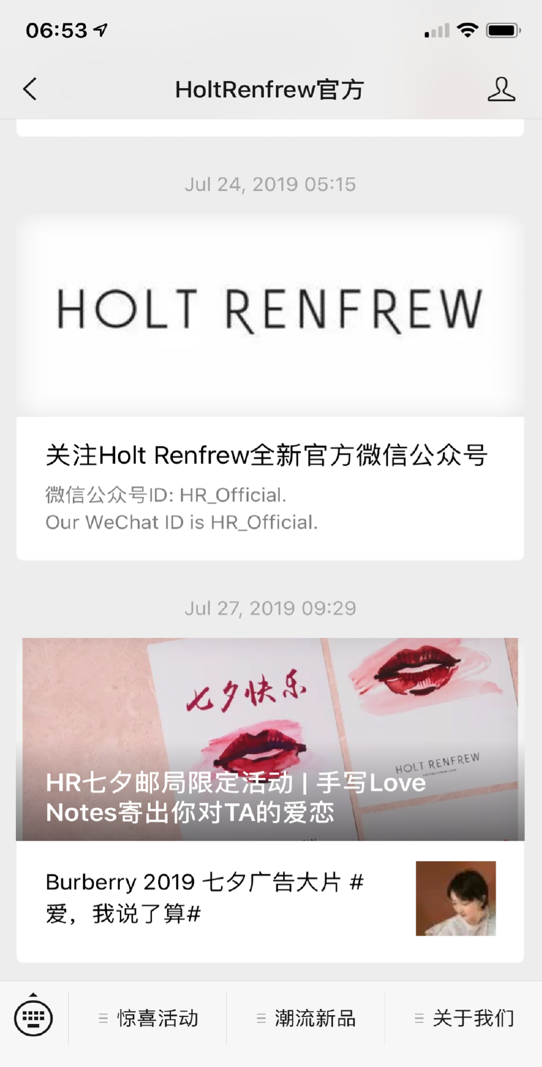 06:53
HoltRenfrew官方
Jul 24, 2019 05:15
HOLT RENFREW
关注Holt Renfrew全新官方微信公众号
微信公众号ID: HR_Official.
Our WeChat ID is HR_Official.
Jul 27, 2019 09:29
七夕快乐
HOLT RENFREW
HR七夕邮局限定活动 | 手写Love
Notes寄出你对TA的爱恋
Burberry 2019 七夕广告大片 #
爱，我说了算#
惊喜活动
潮流新品
关于我们